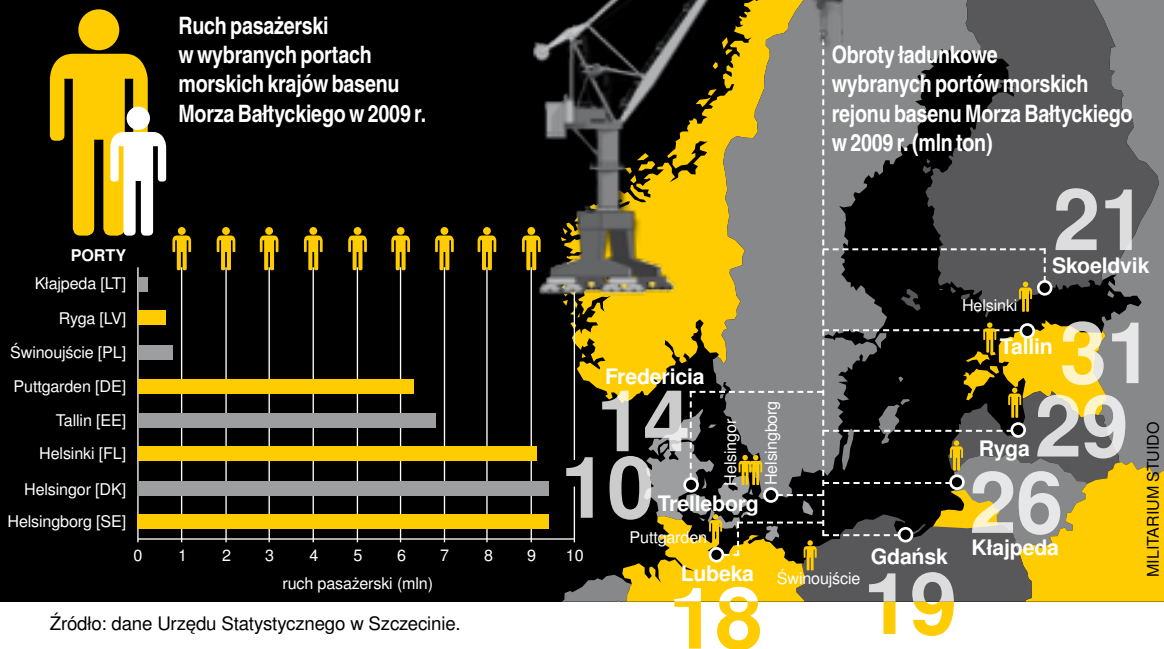 Ruch pasażerski
w wybranych portach
morskich krajów basenu
Morza Bałtyckiego w 2009 r.
PORTY
Kłajpeda [LT]
Ryga [LV]
Świnoujście [PL]
Puttgarden [DE]
Tallin [EE]
Helsinki [FL]
Helsingor [DK]
Helsingborg [SE]
0 1 2 3 4 5 6 7 8 9 10
ruch pasażerski (mln)
Obroty ładunkowe
wybranych portów morskich
rejonu basenu Morza Bałtyckiego
w 2009 r. (mln ton)
21
Skoeldvik
Helsinki
Tallin
31
Fredericia
14
Helsingor
Helsingborg
Ryga
29
10
Trelleborg
26
Kłajpeda
Puttgarden
Lubeka
18
Świnoujście
Gdańsk
19
MILITARIUM STUIDO
Źródło: dane Urzędu Statystycznego w Szczecinie.